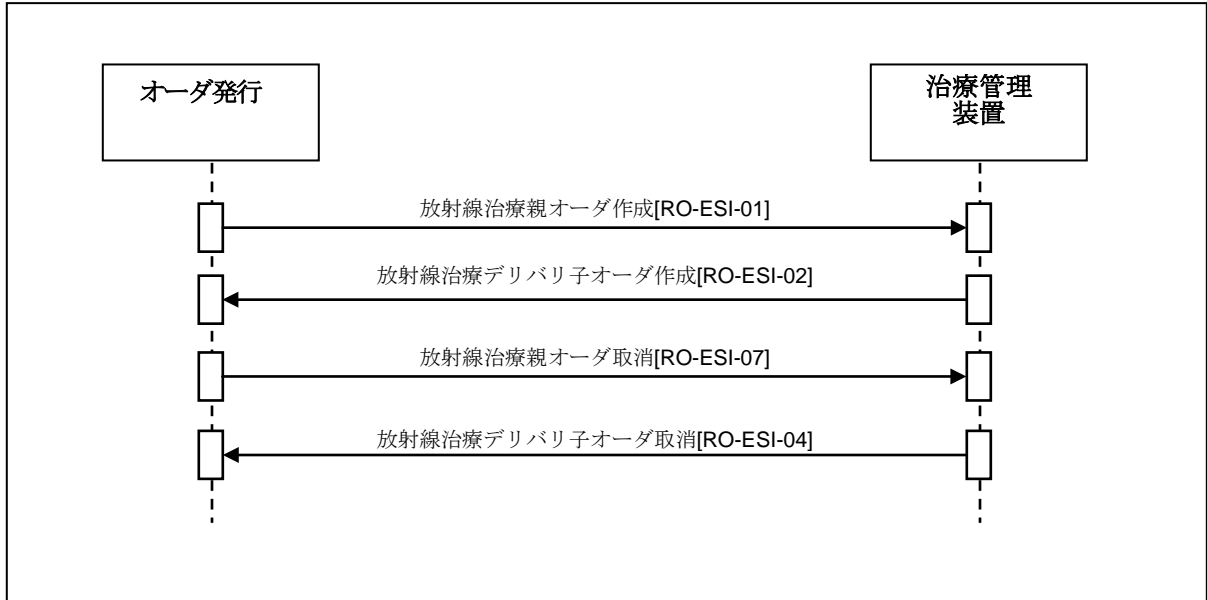 オーダ発行
治療管理
装置
放射線治療親オーダ作成[RO-ESI-01]
放射線治療デリバリ子オーダ作成[RO-ESI-02]
放射線治療親オーダ取消[RO-ESI-07]
放射線治療デリバリ子オーダ取消[RO-ESI-04]